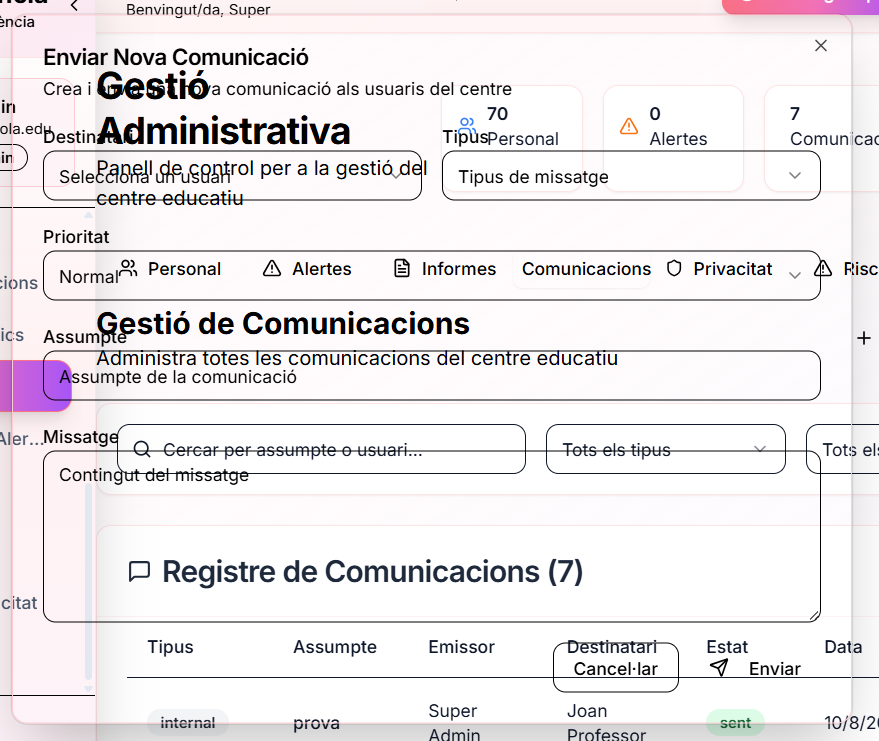 ència
Benvingut/da, Super
Enviar Nova Comunicació
Crea i envia una nova comunicació als usuaris del centre
Gestió
Administrativa
Panell de control per a la gestió del
centre educatiu
in
ola.edu
in
70
Personal
0
Alertes
7
Comunicac
Destinatari
Selecciona un usuari
Tipus
Tipus de missatge
Prioritat
Normal
Personal
Alertes
Informes
Comunicacions
Privacitat
Risc
cions
ics
Aler...
citat
Gestió de Comunicacions
Administra totes les comunicacions del centre educatiu
Assumpte
Assumpte de la comunicació
Missatge
Contingut del missatge
Cercar per assumpte o usuari...
Tots els tipus
Tots els
Registre de Comunicacions (7)
Tipus
Assumpte
Emissor
Destinatari
Estat
Data
Cancel·lar
Enviar
internal
prova
Super
Admin
Joan
Professor
sent
10/8/20